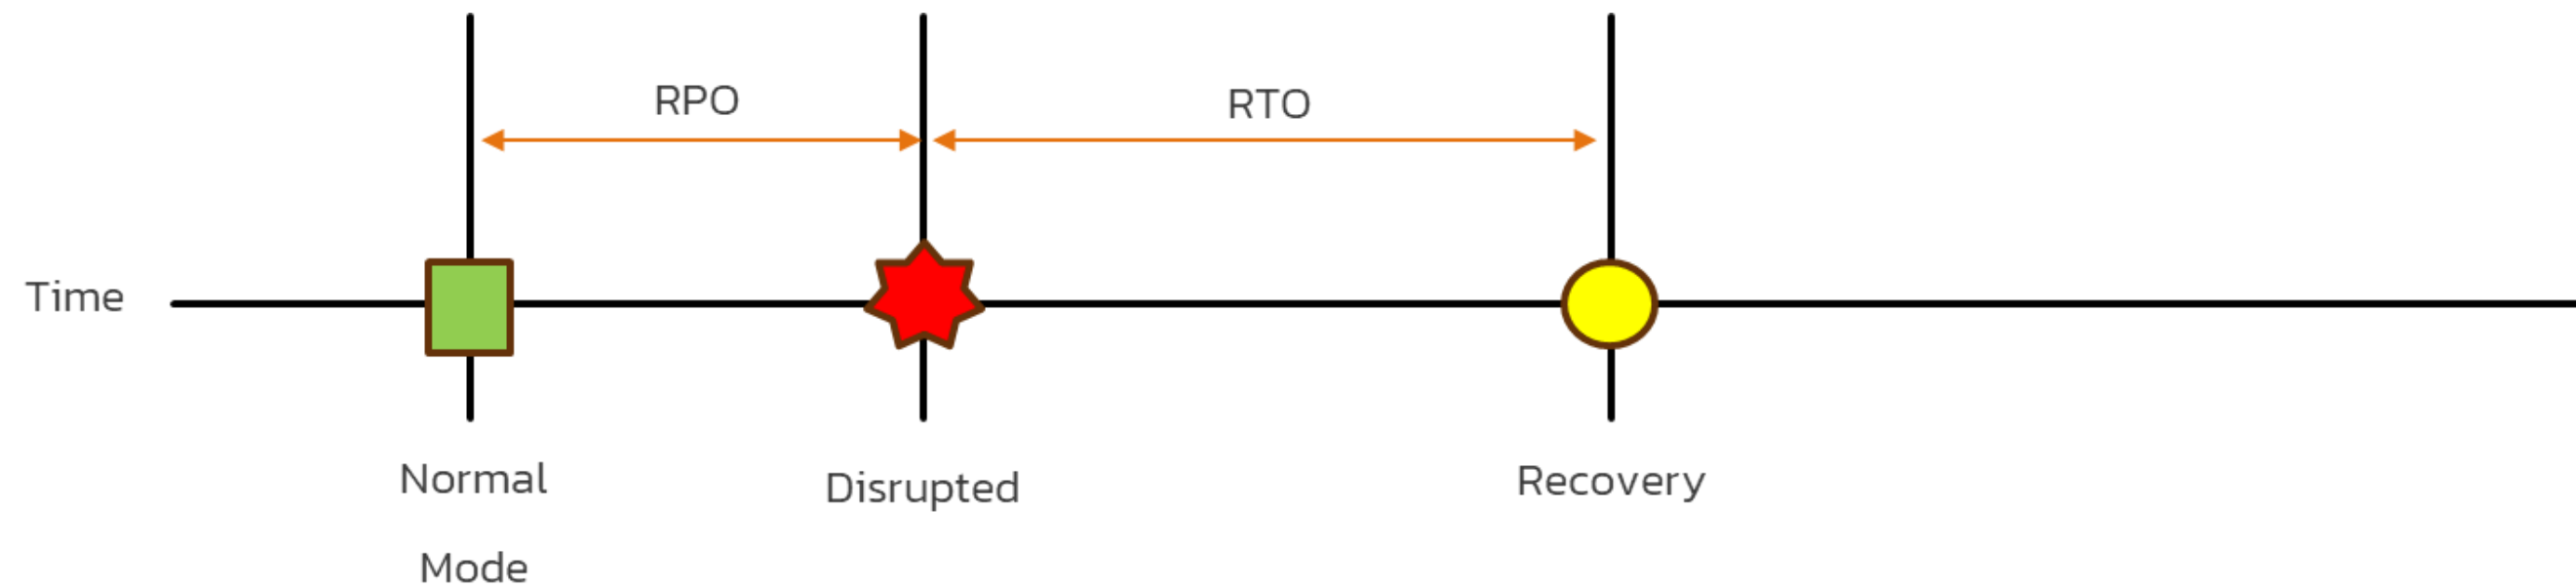 RPO
RTO
Time
Normal
Mode
Disrupted
Recovery